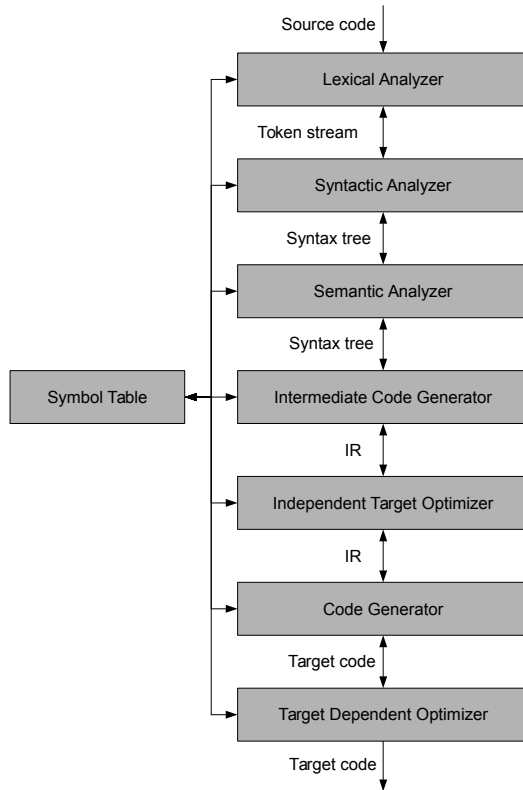 Source code
Lexical Analyzer
Token stream
Syntactic Analyzer
Syntax tree
Semantic Analyzer
Syntax tree
Symbol Table
Intermediate Code Generator
IR
Independent Target Optimizer
IR
Code Generator
Target code
Target Dependent Optimizer
Target code